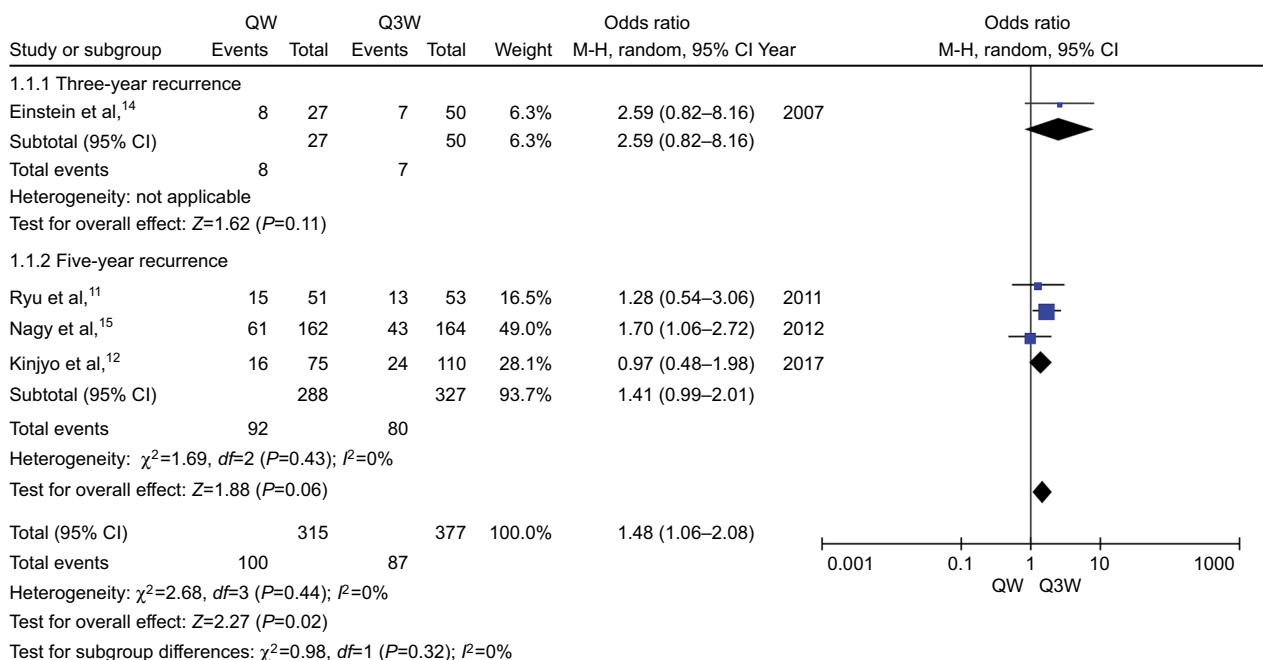 QW Q3W Odds ratio Odds ratio
Study or subgroup Events Total Events Total Weight M-H, random, 95% CI Year M-H, random, 95% CI
1.1.1 Three-year recurrence
Einstein et al,14 8 27 7 50 6.3% 2.59 (0.82–8.16) 2007
Subtotal (95% CI) 27 50 6.3% 2.59 (0.82–8.16)
Total events 8 7
Heterogeneity: not applicable
Test for overall effect: Z=1.62 (P=0.11)
1.1.2 Five-year recurrence
Ryu et al,11 15 51 13 53 16.5% 1.28 (0.54–3.06) 2011
Nagy et al,15 61 162 43 164 49.0% 1.70 (1.06–2.72) 2012
Kinjyo et al,12 16 75 24 110 28.1% 0.97 (0.48–1.98) 2017
Subtotal (95% CI) 288 327 93.7% 1.41 (0.99–2.01)
Total events 92 80
Heterogeneity: χ2=1.69, df=2 (P=0.43); I2=0%
Test for overall effect: Z=1.88 (P=0.06)
Total (95% CI) 315 377 100.0% 1.48 (1.06–2.08)
Total events 100 87
Heterogeneity: χ2=2.68, df=3 (P=0.44); I2=0%
Test for overall effect: Z=2.27 (P=0.02)
Test for subgroup differences: χ2=0.98, df=1 (P=0.32); I2=0%
0.001 0.1 1 10 1000
QW Q3W